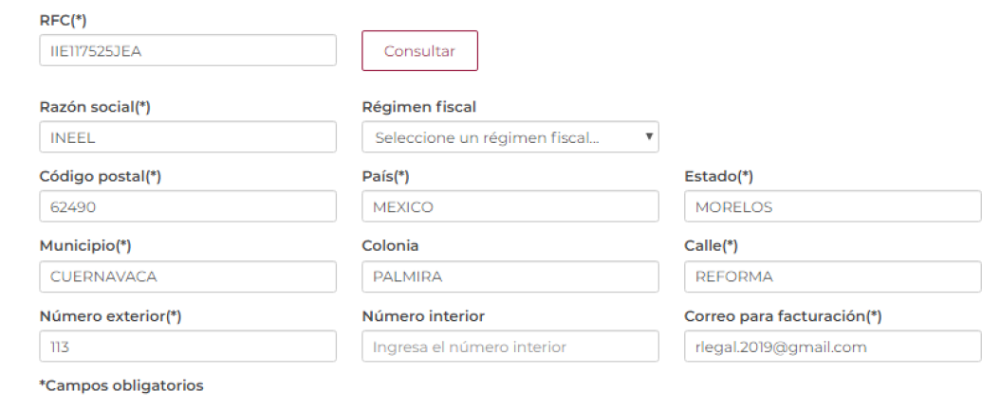 RFC(*)
IIE117525JEA
Consultar
Razón social(*)
Régimen fiscal
INEEL
Seleccione un régimen fiscal...
Código postal(*)
País(*)
Estado(*)
62490
MEXICO
MORELOS
Municipio(*)
Colonia
Calle(*)
CUERNAVACA
PALMIRA
REFORMA
Número exterior(*)
Número interior
Correo para facturación(*)
113
Ingresa el número interior
rlegal.2019@gmail.com
*Campos obligatorios